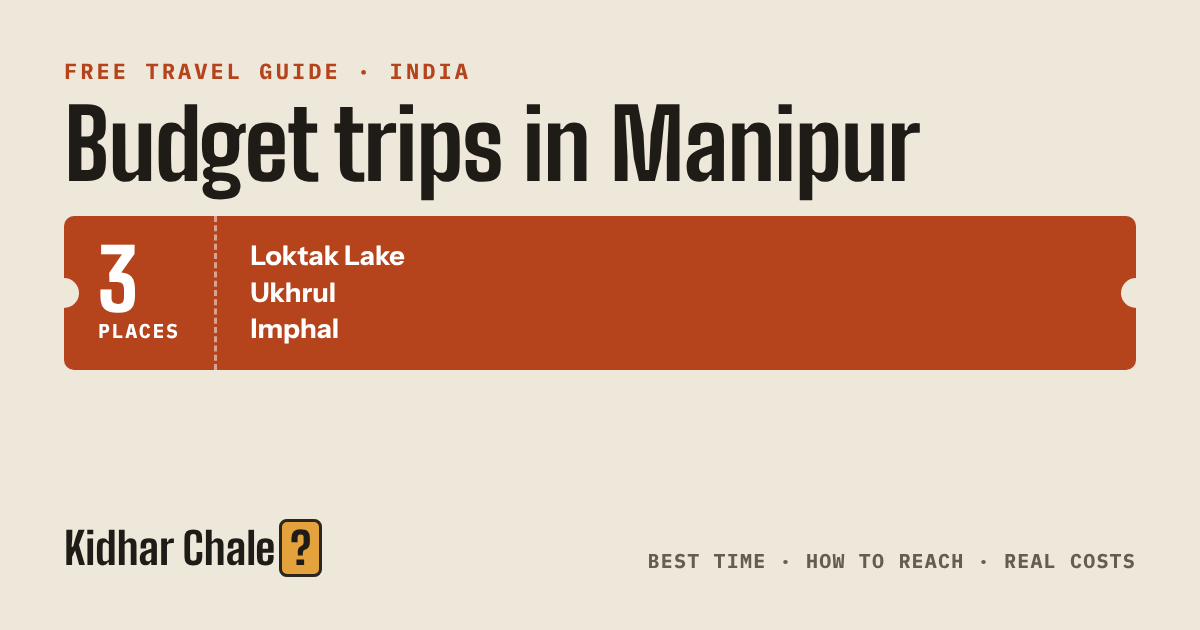 FREE TRAVEL GUIDE · INDIA
Budget trips in Manipur
3
PLACES
Loktak Lake
Ukhrul
Imphal
Kidhar Chale ?
BEST TIME · HOW TO REACH · REAL COSTS